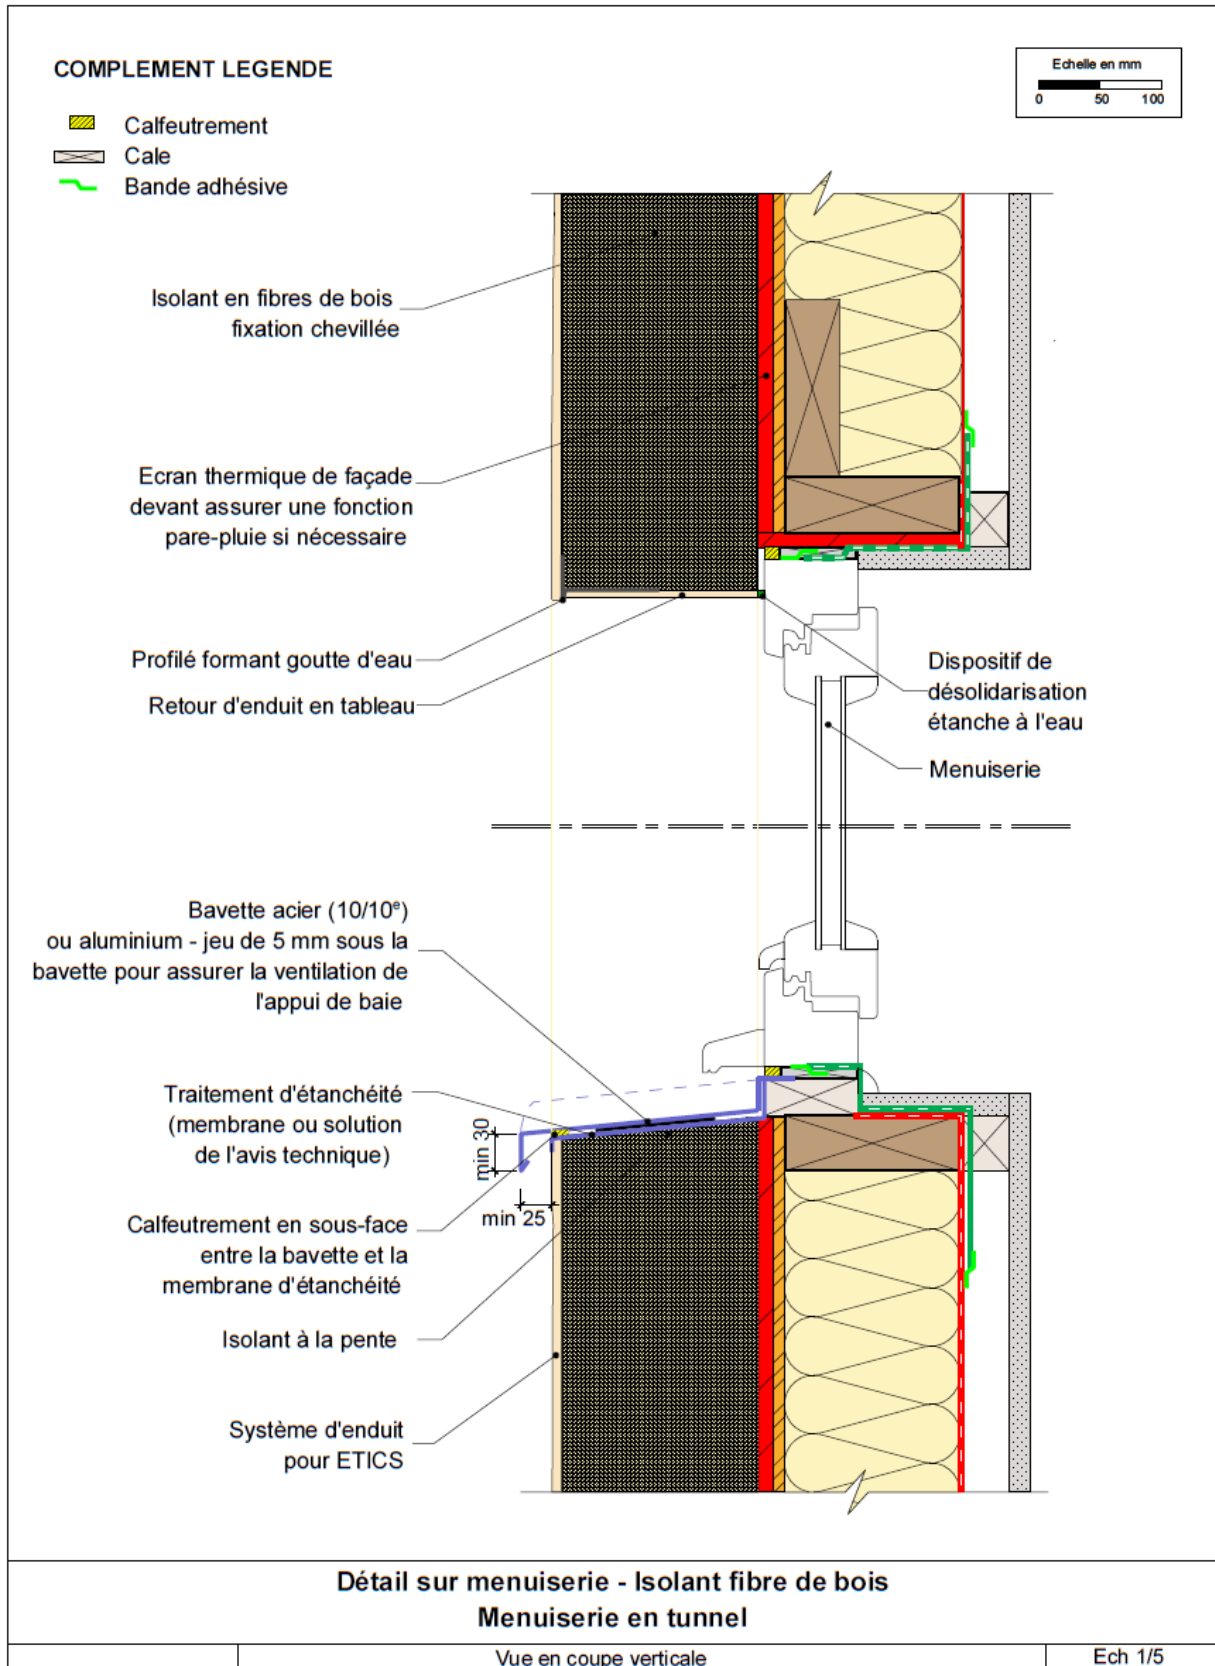 COMPLEMENT LEGENDE
Echelle en mm
0 50 100
Calfeutrement
Cale
Bande adhésive
Isolant en fibres de bois
fixation chevillée
Ecran thermique de façade
devant assurer une fonction
pare-pluie si nécessaire
Profilé formant goutte d'eau
Retour d'enduit en tableau
Dispositif de
désolidarisation
étanche à l'eau
Menuiserie
Bavette acier (10/10ᵉ)
ou aluminium - jeu de 5 mm sous la
bavette pour assurer la ventilation de
l'appui de baie
Traitement d'étanchéité
(membrane ou solution
de l'avis technique)
min 30
min 25
Calfeutrement en sous-face
entre la bavette et la
membrane d'étanchéité
Isolant à la pente
Système d'enduit
pour ETICS
Détail sur menuiserie - Isolant fibre de bois
Menuiserie en tunnel
Vue en coupe verticale
Ech 1/5